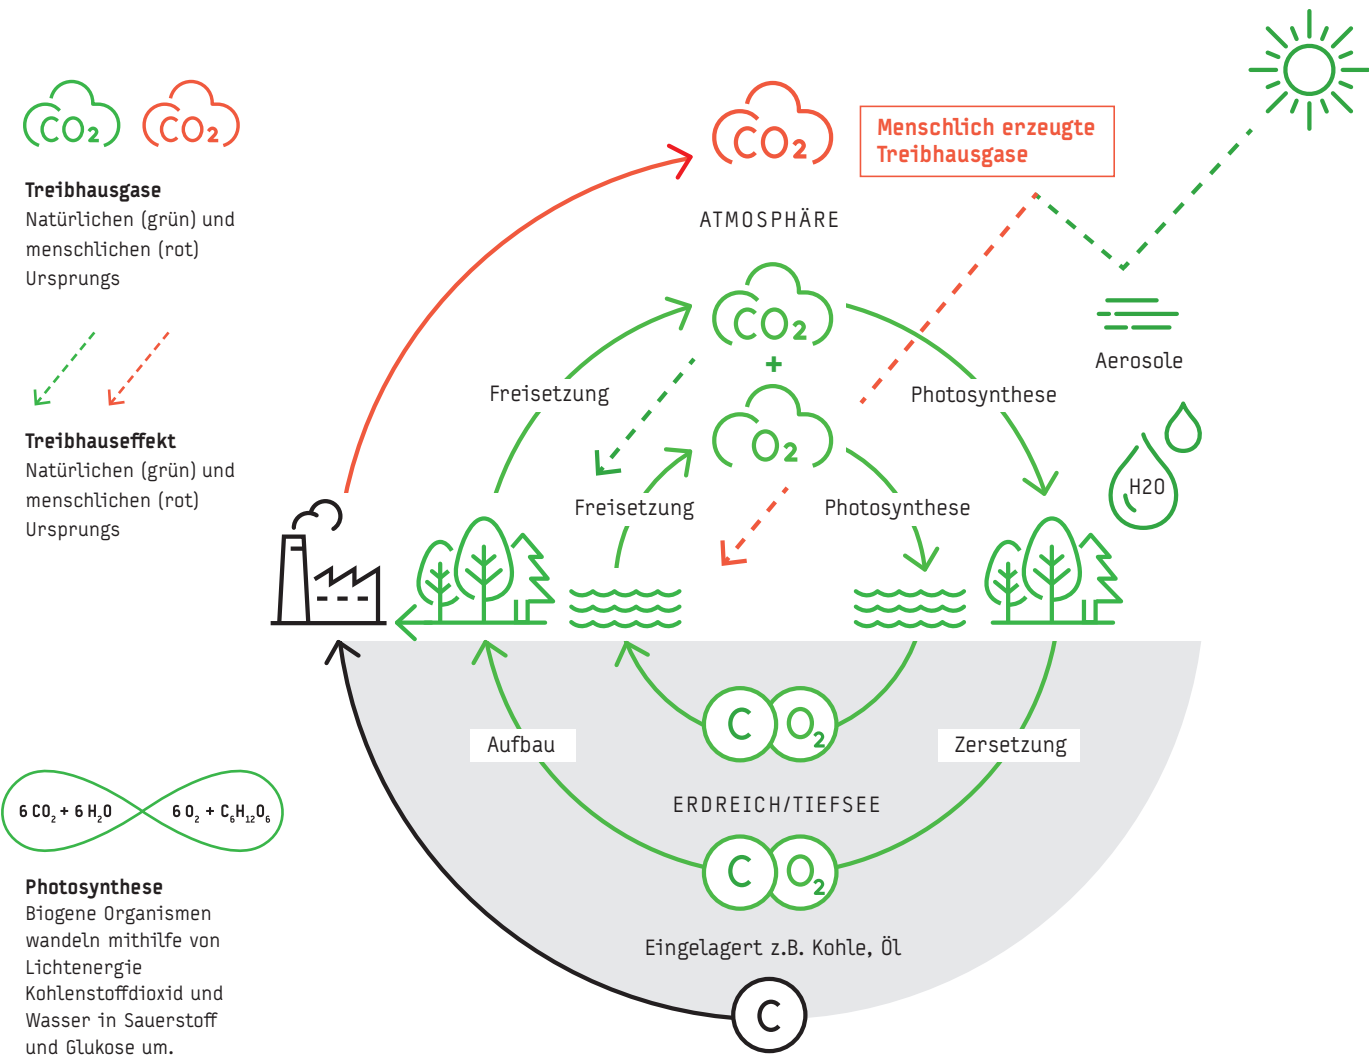 CO2 CO2
Treibhausgase
Natürlichen (grün) und
menschlichen (rot)
Ursprungs
Treibhauseffekt
Natürlichen (grün) und
menschlichen (rot)
Ursprungs
CO2
Menschlich erzeugte
Treibhausgase
ATMOSPHÄRE
CO2
+
O2
Freisetzung
Photosynthese
Freisetzung
Photosynthese
Aerosole
H2O
C O2
Aufbau
Zersetzung
ERDREICH/TIEFSEE
C O2
Eingelagert z.B. Kohle, Öl
C
6 CO2 + 6 H2O 6 O2 + C6H12O6
Photosynthese
Biogene Organismen
wandeln mithilfe von
Lichtenergie
Kohlenstoffdioxid und
Wasser in Sauerstoff
und Glukose um.